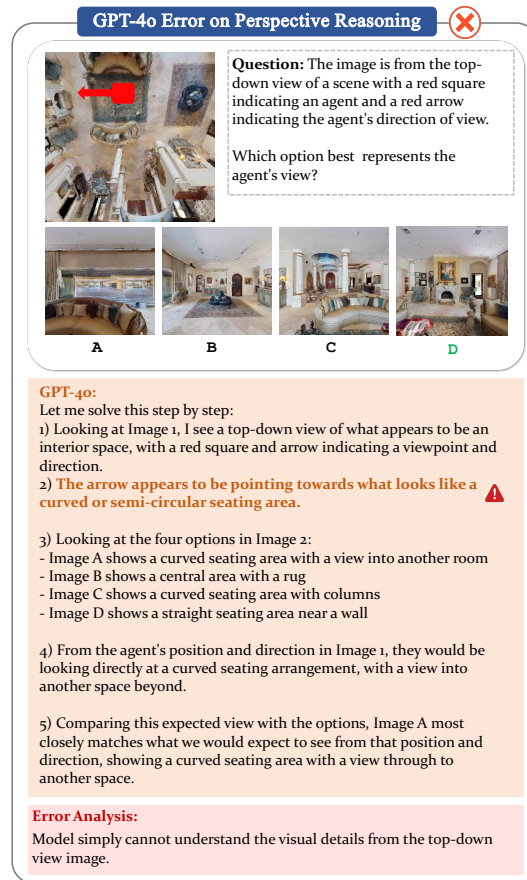 GPT-4o Error on Perspective Reasoning
Question: The image is from the top-
down view of a scene with a red square
indicating an agent and a red arrow
indicating the agent's direction of view.
Which option best represents the
agent's view?
A
B
C
D
GPT-4o:
Let me solve this step by step:
1) Looking at Image 1, I see a top-down view of what appears to be an
interior space, with a red square and arrow indicating a viewpoint and
direction.
2) The arrow appears to be pointing towards what looks like a
curved or semi-circular seating area.
3) Looking at the four options in Image 2:
- Image A shows a curved seating area with a view into another room
- Image B shows a central area with a rug
- Image C shows a curved seating area with columns
- Image D shows a straight seating area near a wall
4) From the agent's position and direction in Image 1, they would be
looking directly at a curved seating arrangement, with a view into
another space beyond.
5) Comparing this expected view with the options, Image A most
closely matches what we would expect to see from that position and
direction, showing a curved seating area with a view through to
another space.
Error Analysis:
Model simply cannot understand the visual details from the top-down
view image.